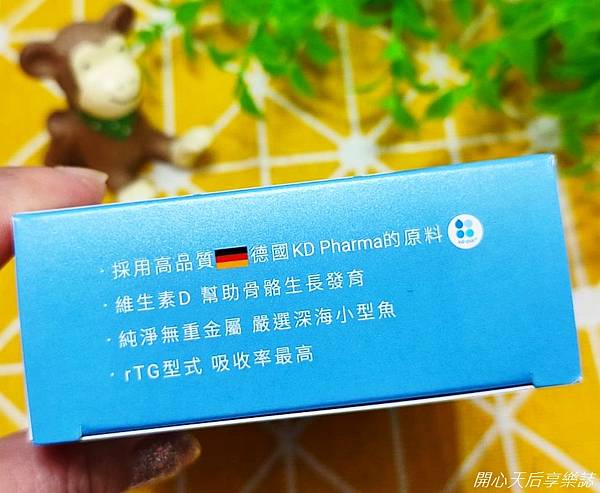 ·採用高品質德國KD Pharma的原料
·維生素D 幫助骨骼生長發育
·純淨無重金屬 嚴選深海小型魚
·rTG型式 吸收率最高
開心天后享樂誌